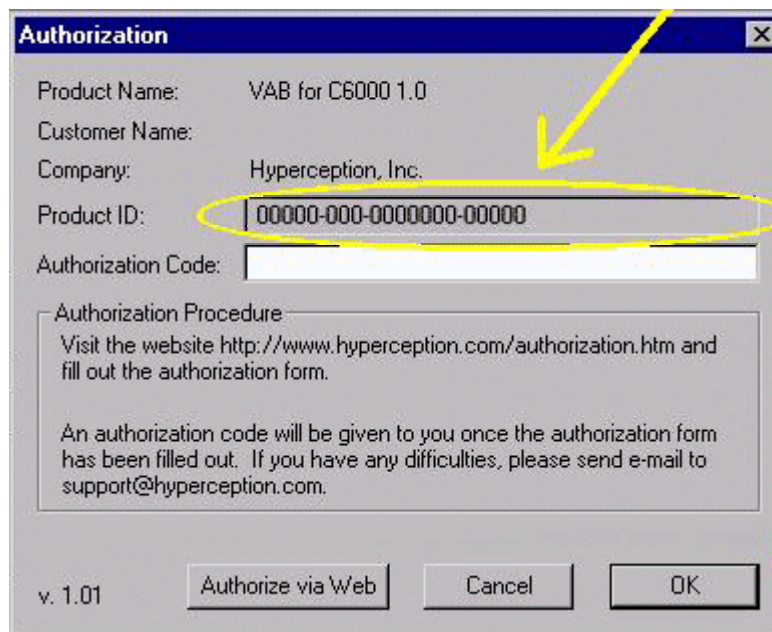 Authorization
Product Name: VAB for C6000 1.0
Customer Name:
Company: Hyperception, Inc.
Product ID: 00000-000-0000000-00000
Authorization Code:
Authorization Procedure
Visit the website http://www.hyperception.com/authorization.htm and
fill out the authorization form.
An authorization code will be given to you once the authorization form
has been filled out. If you have any difficulties, please send e-mail to
support@hyperception.com.
v. 1.01 Authorize via Web Cancel OK